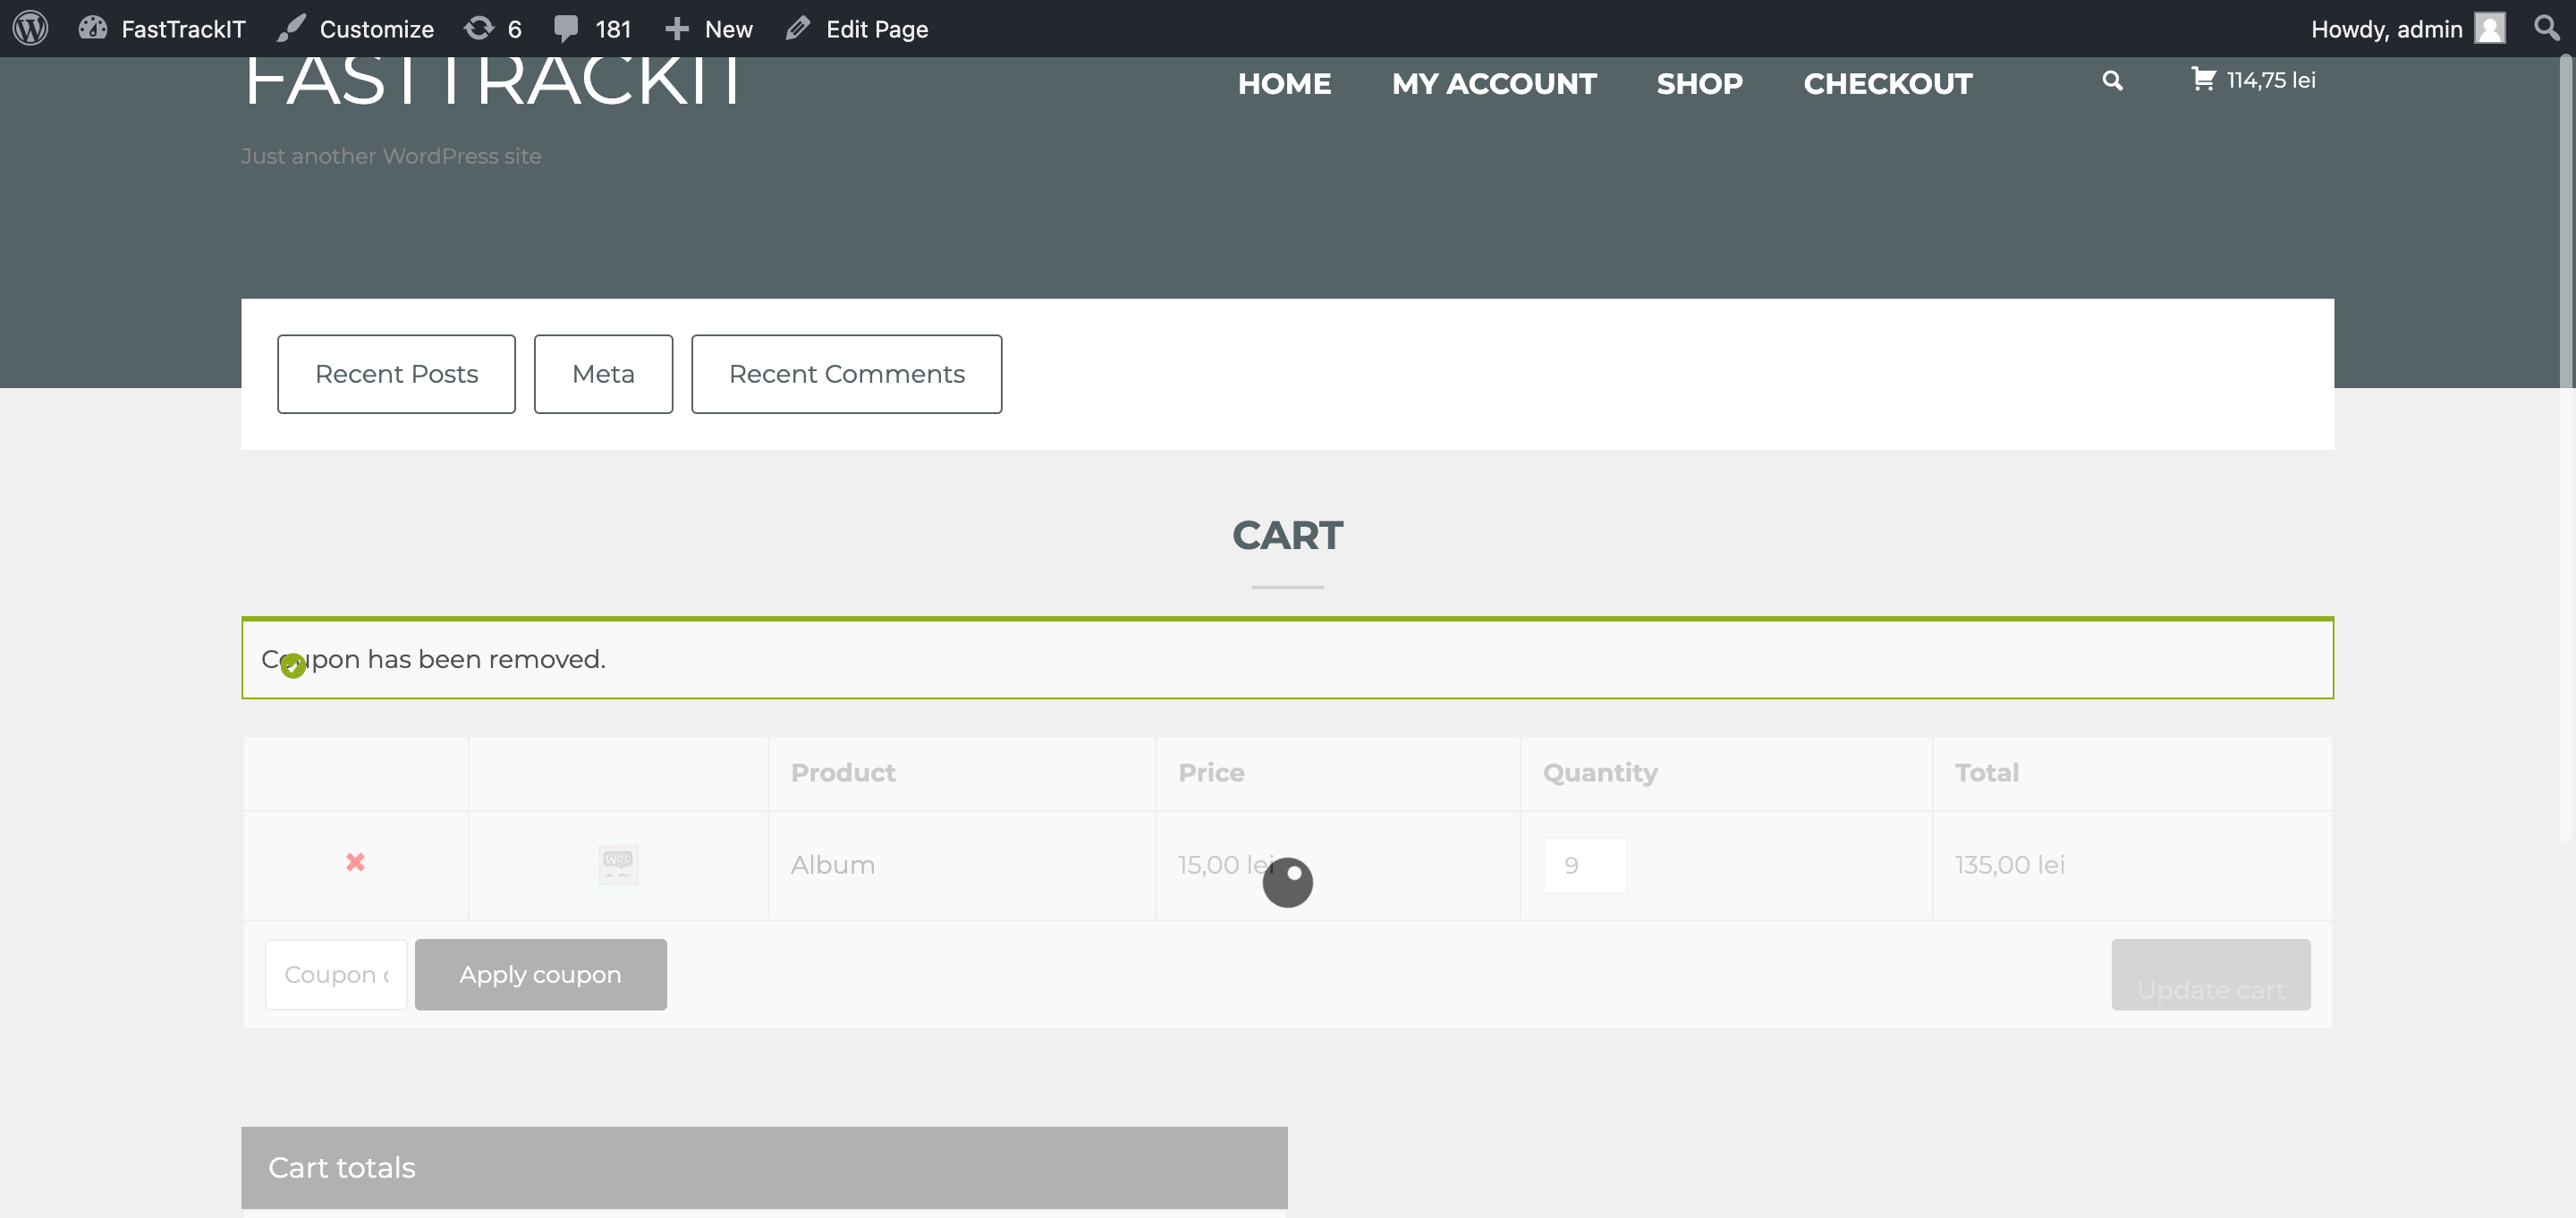 FastTrackIT Customize 6 181 New Edit Page Howdy, admin
FASTTRACKIT HOME MY ACCOUNT SHOP CHECKOUT 114,75 lei
Just another WordPress site
Recent Posts Meta Recent Comments
CART
Coupon has been removed.
Product Price Quantity Total
WOO Album 15,00 lei 9 135,00 lei
Coupon c Apply coupon Update cart
Cart totals